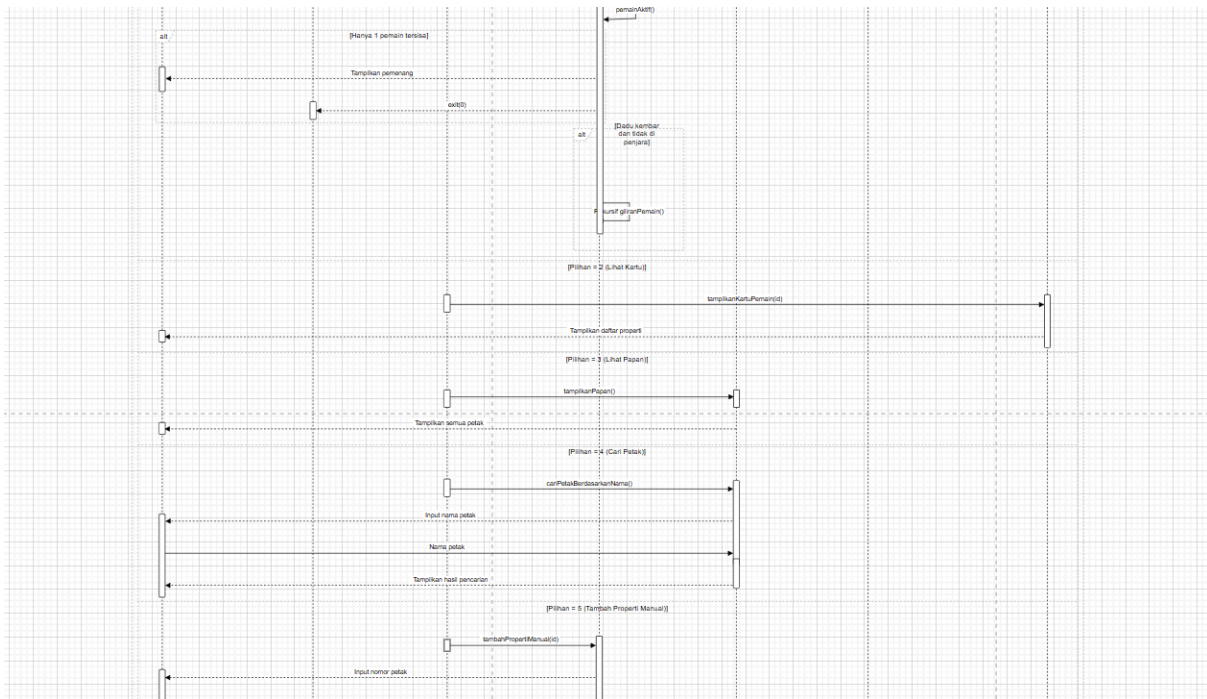 pemainAktif()
alt
[Hanya 1 pemain tersisa]
Tampilkan pemenang
exit(0)
alt
[Dadu kembar
dan tidak di
penjara]
Rekursif giliranPemain()
[Pilihan = 2 (Lihat Kartu)]
tampilkanKartuPemain(id)
Tampilkan daftar properti
[Pilihan = 3 (Lihat Papan)]
tampilkanPapan()
Tampilkan semua petak
[Pilihan = 4 (Cari Petak)]
cariPetakBerdasarkanNama()
Input nama petak
Nama petak
Tampilkan hasil pencarian
[Pilihan = 5 (Tambah Properti Manual)]
tambahPropertiManual(id)
Input nomor petak